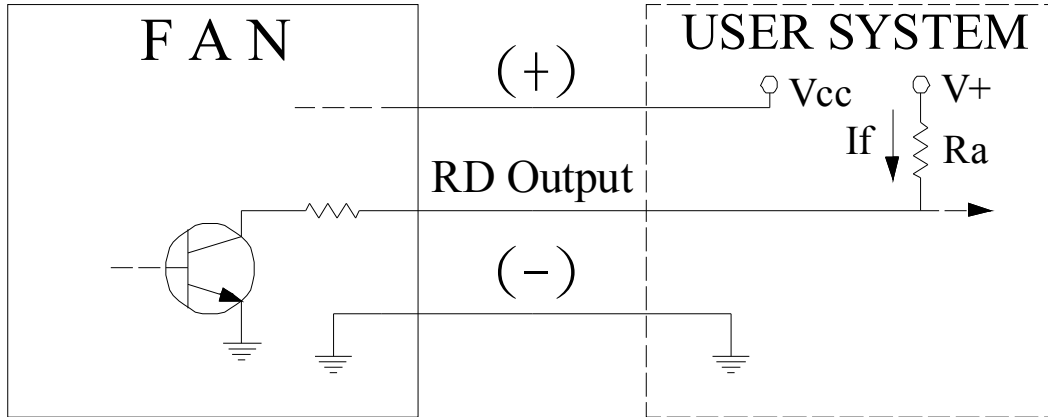 F A N
USER SYSTEM
(+)
Vcc
V+
If
Ra
RD Output
(-)